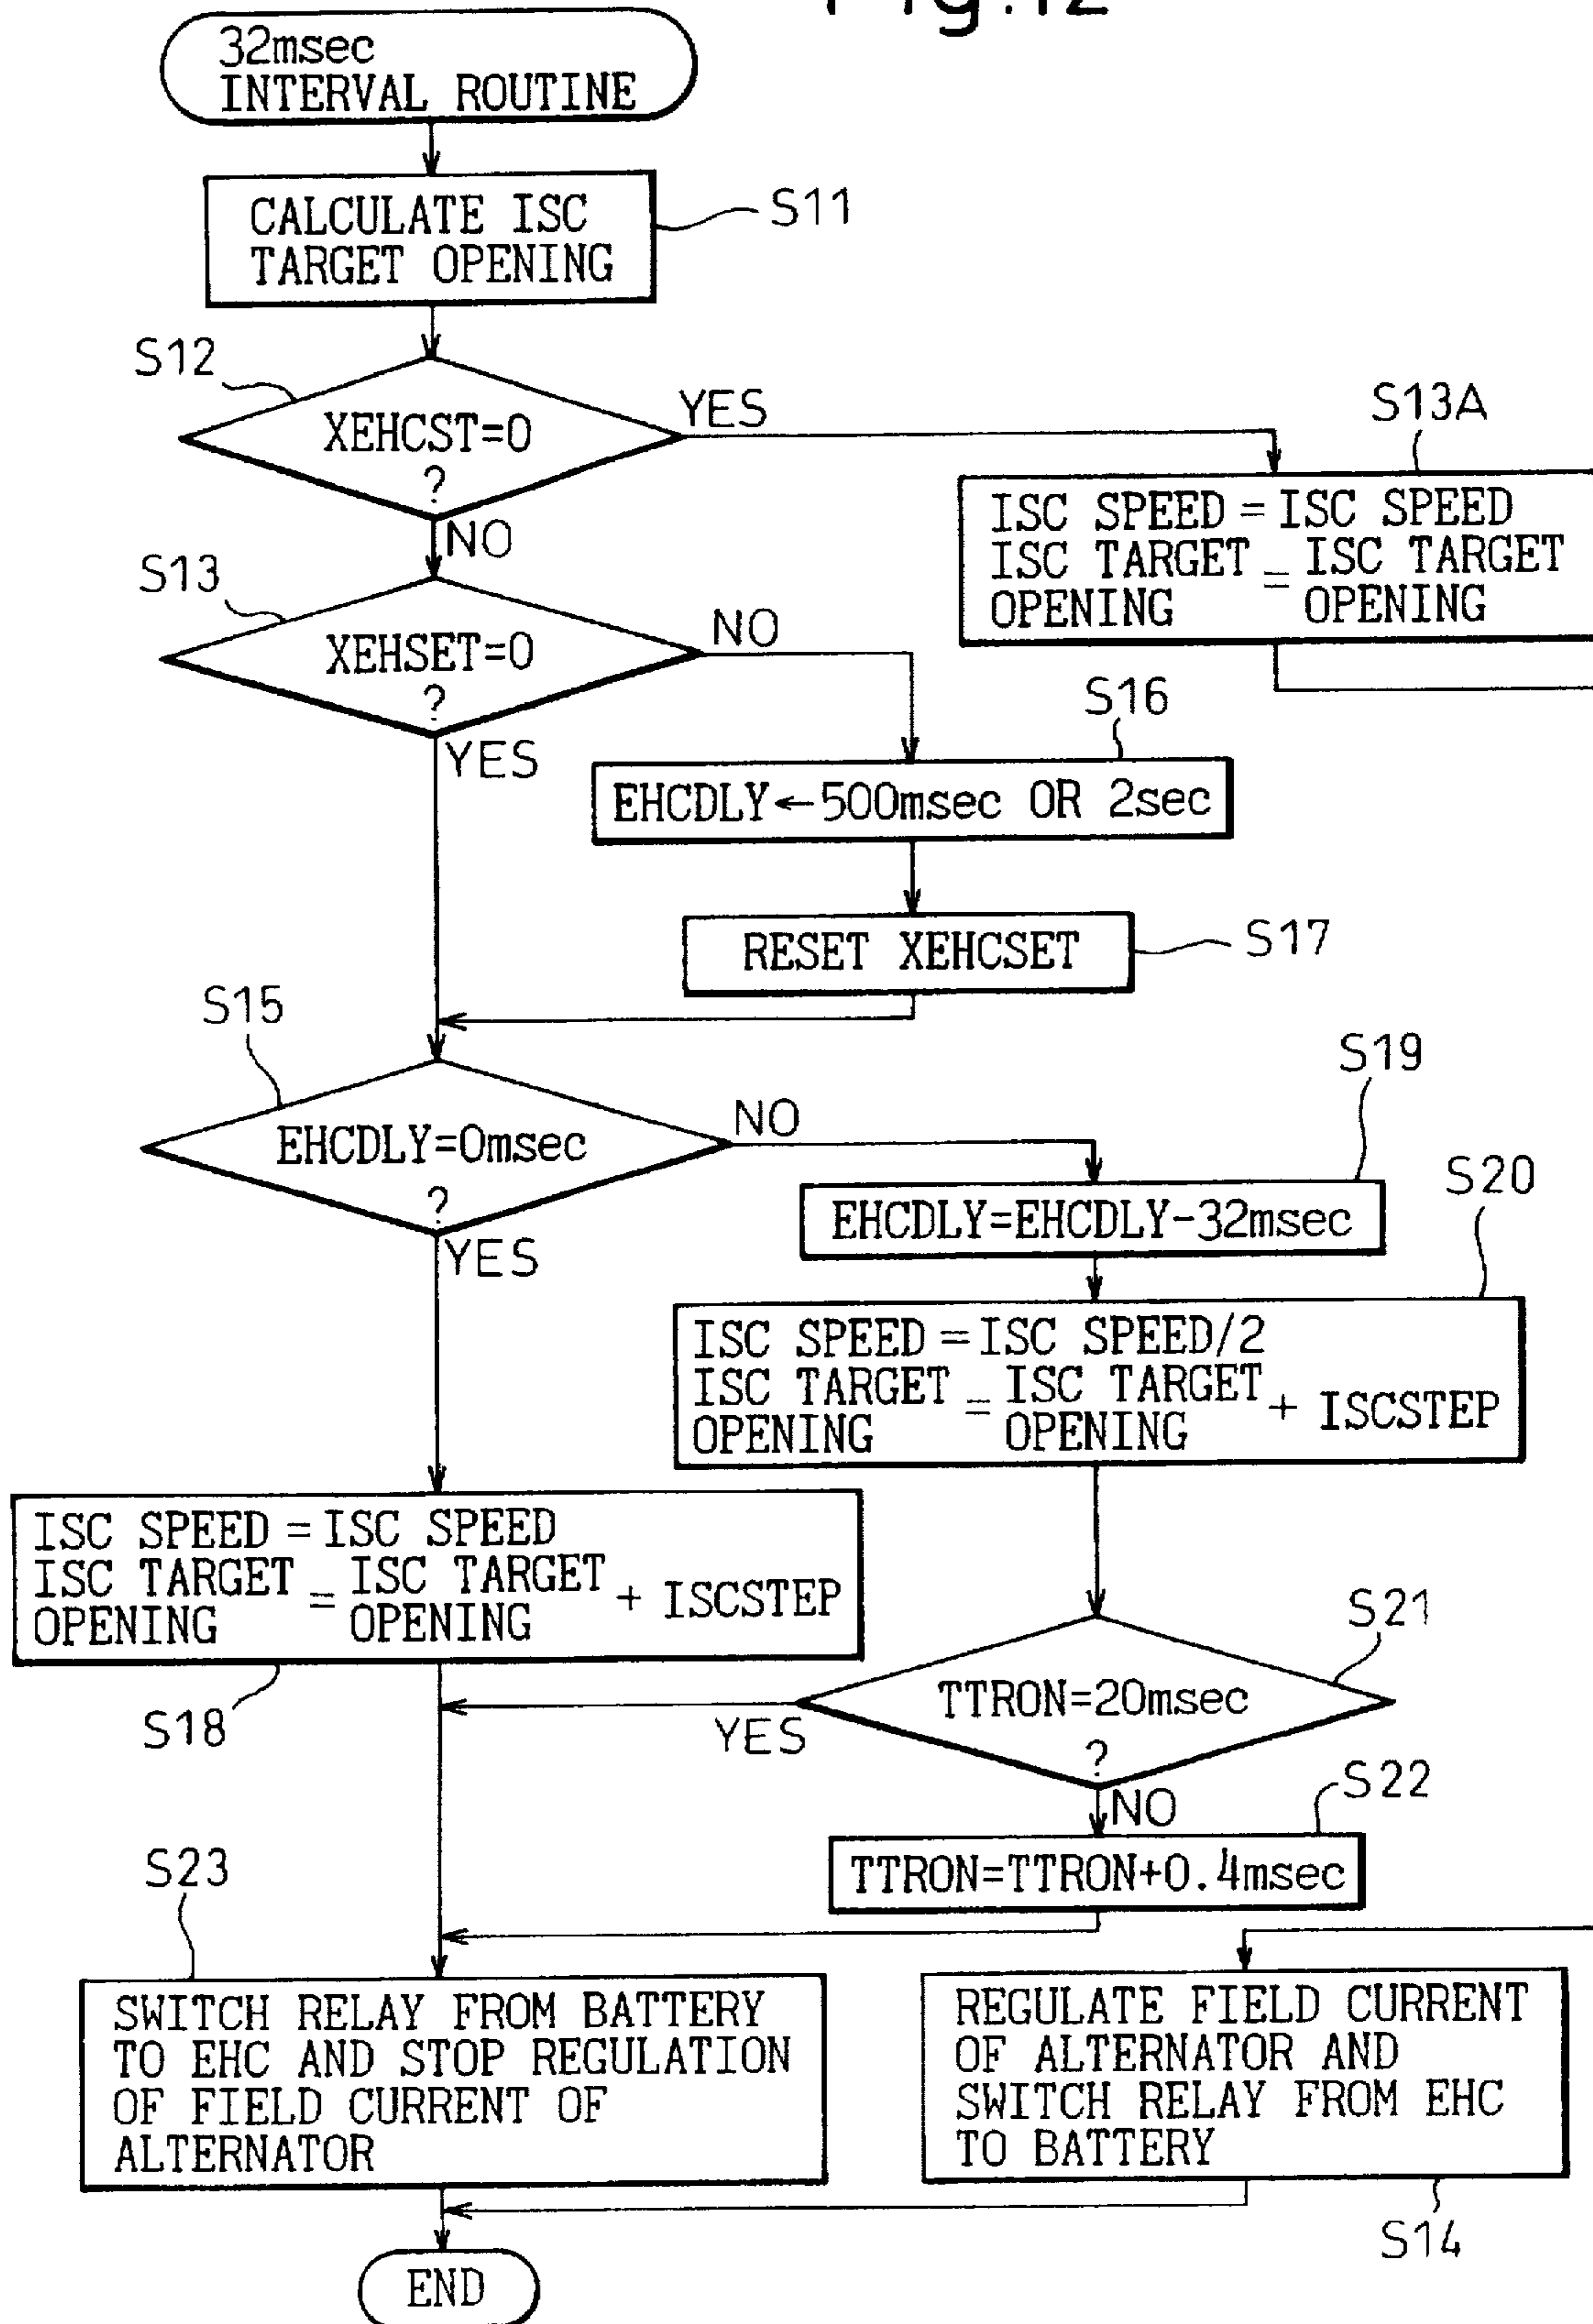 Fig.12
32msec
INTERVAL ROUTINE
CALCULATE ISC
TARGET OPENING
S11
S12
XEHCST=0
?
YES
NO
S13A
ISC SPEED = ISC SPEED
ISC TARGET = ISC TARGET
OPENING OPENING
S13
XEHSET=0
?
NO
YES
S16
EHCDLY←500msec OR 2sec
RESET XEHCSET
S17
S15
EHCDLY=0msec
?
NO
YES
S19
EHCDLY=EHCDLY-32msec
S20
ISC SPEED = ISC SPEED/2
ISC TARGET = ISC TARGET + ISCSTEP
OPENING OPENING
ISC SPEED = ISC SPEED
ISC TARGET = ISC TARGET + ISCSTEP
OPENING OPENING
S18
S21
TTRON=20msec
?
YES
NO
S22
TTRON=TTRON+0.4msec
S23
SWITCH RELAY FROM BATTERY
TO EHC AND STOP REGULATION
OF FIELD CURRENT OF
ALTERNATOR
REGULATE FIELD CURRENT
OF ALTERNATOR AND
SWITCH RELAY FROM EHC
TO BATTERY
S14
END